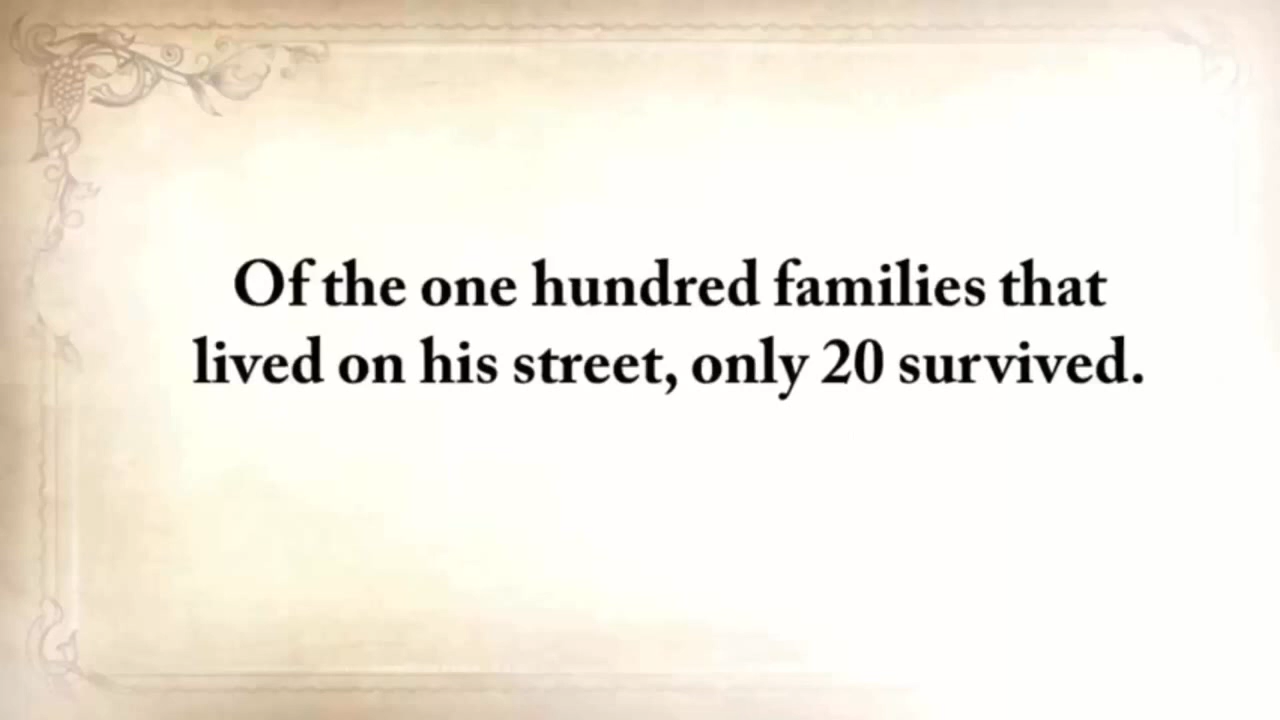 Of the one hundred families that
lived on his street, only 20 survived.